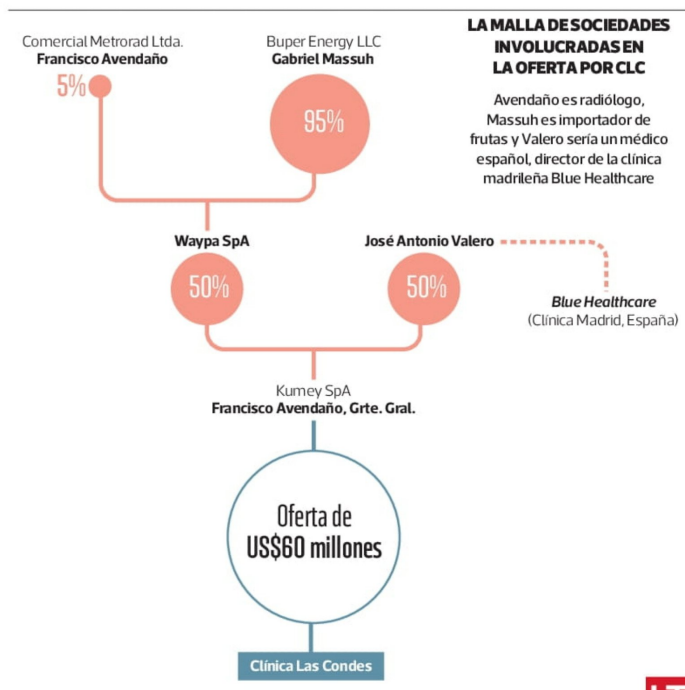 LA MALLA DE SOCIEDADES
INVOLUCRADAS EN
LA OFERTA POR CLC
Avendaño es radiólogo,
Massuh es importador de
frutas y Valero sería un médico
español, director de la clínica
madrileña Blue Healthcare
Comercial Metrorad Ltda.
Francisco Avendaño
5%
Buper Energy LLC
Gabriel Massuh
95%
Waypa SpA
50%
José Antonio Valero
50%
Blue Healthcare
(Clínica Madrid, España)
Kumey SpA
Francisco Avendaño, Grte. Gral.
Oferta de
US$60 millones
Clínica Las Condes